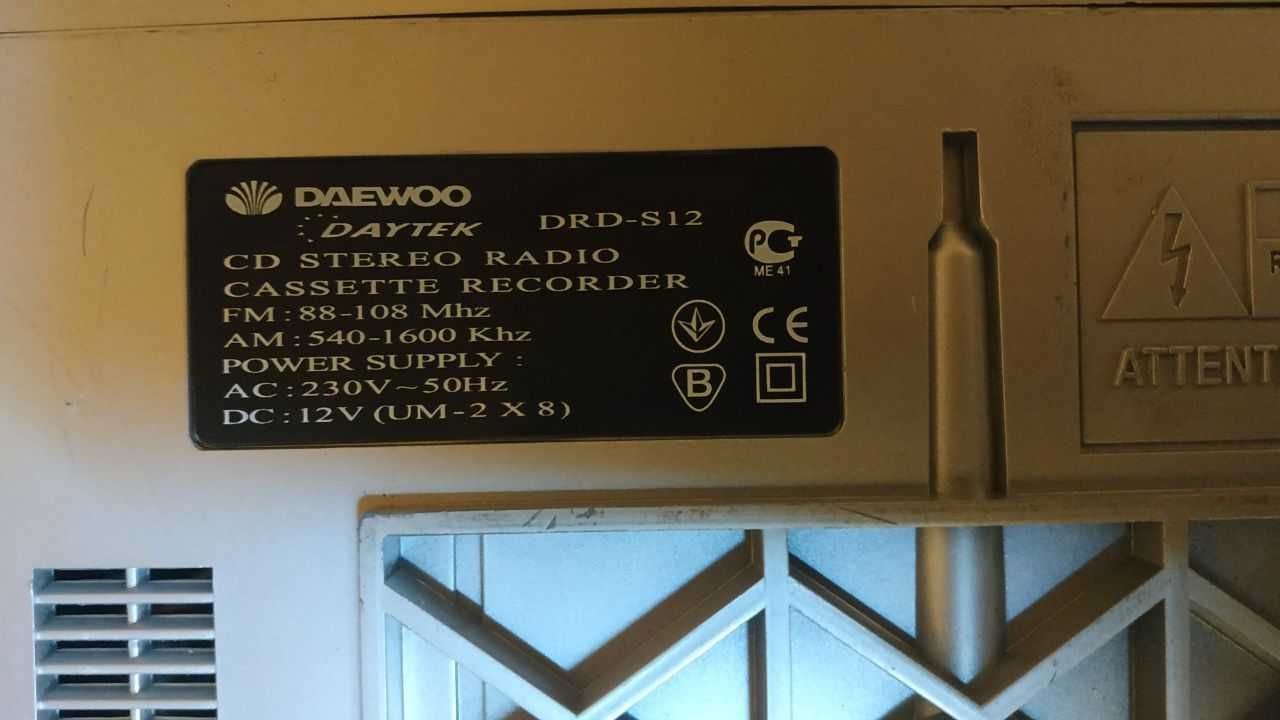 DAEWOO
DAYTEK DRD-S12
CD STEREO RADIO
CASSETTE RECORDER
FM : 88-108 Mhz
AM : 540-1600 Khz
POWER SUPPLY :
AC : 230V ~ 50Hz
DC : 12V (UM-2 X 8)
PCT
ME 41
CE
B
ATTENT
R